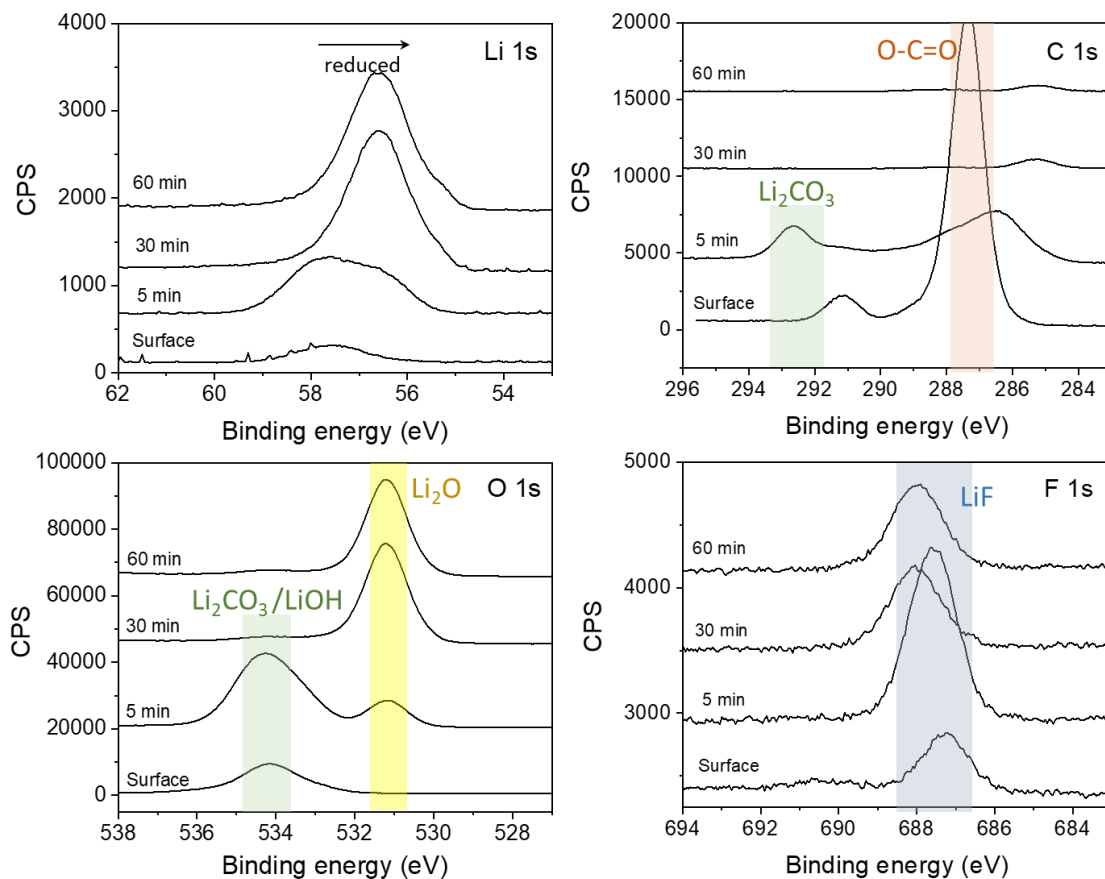 4000
3000
2000
1000
0
CPS
reduced
Li 1s
60 min
30 min
5 min
Surface
62
60
58
56
54
Binding energy (eV)
20000
15000
10000
5000
0
CPS
O-C=O
C 1s
60 min
30 min
Li₂CO₃
5 min
Surface
296
294
292
290
288
286
284
Binding energy (eV)
100000
80000
60000
40000
20000
0
CPS
O 1s
Li₂O
60 min
Li₂CO₃/LiOH
30 min
5 min
Surface
538
536
534
532
530
528
Binding energy (eV)
5000
4000
3000
CPS
F 1s
LiF
60 min
30 min
5 min
Surface
694
692
690
688
686
684
Binding energy (eV)